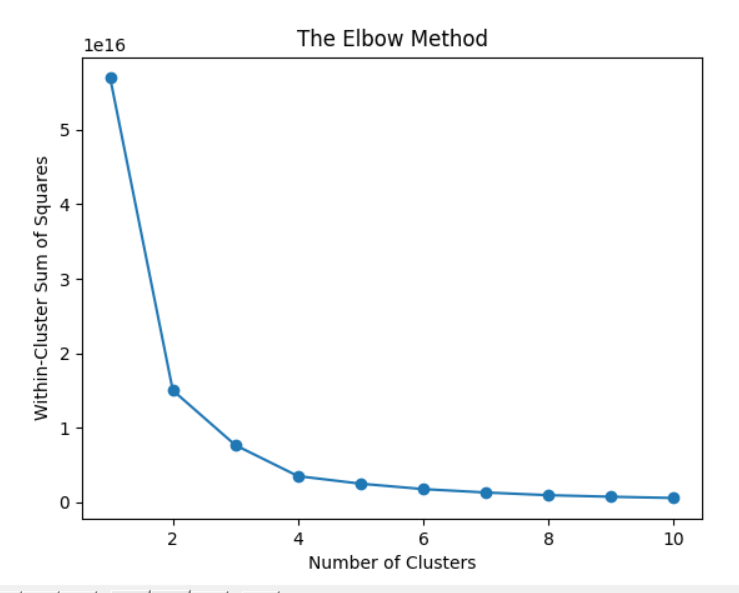 The Elbow Method
1e16
5
4
3
2
1
0
Within-Cluster Sum of Squares
2 4 6 8 10
Number of Clusters